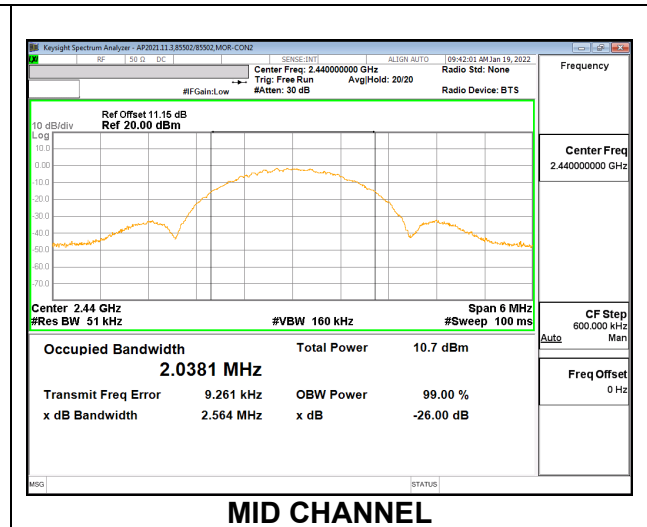 Keysight Spectrum Analyzer - AP2021.11.3,85502/85502,MOR-CON2
RF 50 Ω DC SENSE:INT ALIGN AUTO 09:42:01 AM Jan 19, 2022
Center Freq: 2.440000000 GHz Radio Std: None
Trig: Free Run Avg|Hold: 20/20
#IFGain:Low #Atten: 30 dB Radio Device: BTS
Frequency
Ref Offset 11.15 dB
10 dB/div Ref 20.00 dBm
Log
10.0
0.00
-10.0
-20.0
-30.0
-40.0
-50.0
-60.0
-70.0
Center Freq
2.440000000 GHz
Center 2.44 GHz Span 6 MHz
#Res BW 51 kHz #VBW 160 kHz #Sweep 100 ms
CF Step
600.000 kHz
Auto Man
Occupied Bandwidth Total Power 10.7 dBm
2.0381 MHz
Transmit Freq Error 9.261 kHz OBW Power 99.00 %
x dB Bandwidth 2.564 MHz x dB -26.00 dB
Freq Offset
0 Hz
MSG STATUS
MID CHANNEL